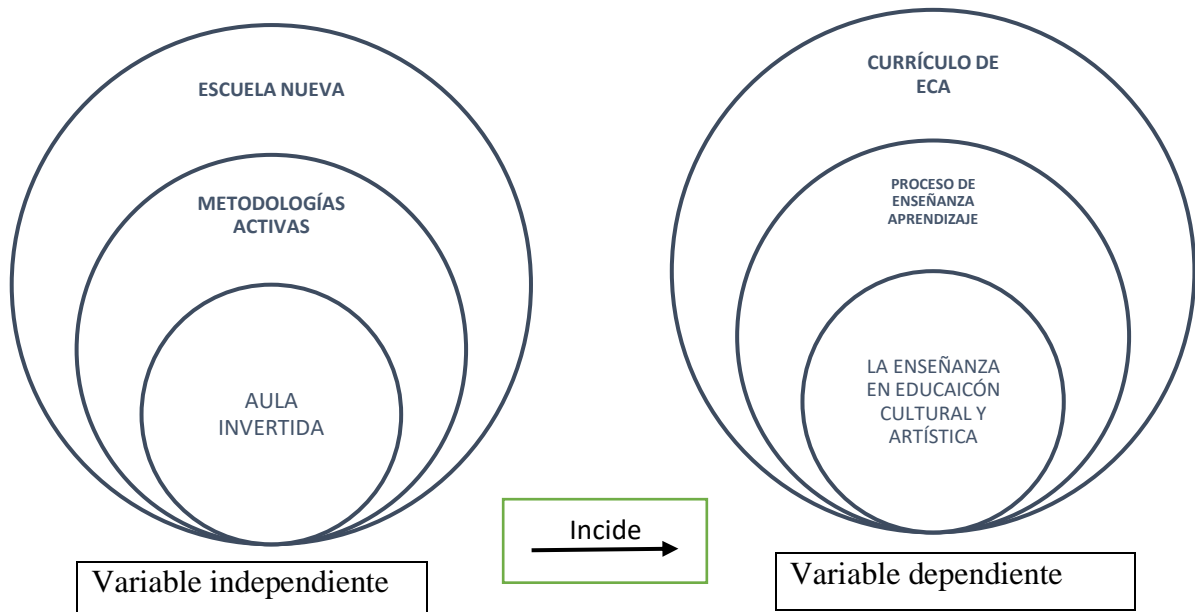 ESCUELA NUEVA
METODOLOGÍAS
ACTIVAS
AULA
INVERTIDA
Variable independiente
Incide
CURRÍCULO DE
ECA
PROCESO DE
ENSEÑANZA
APRENDIZAJE
LA ENSEÑANZA
EN EDUCAICÓN
CULTURAL Y
ARTÍSTICA
Variable dependiente